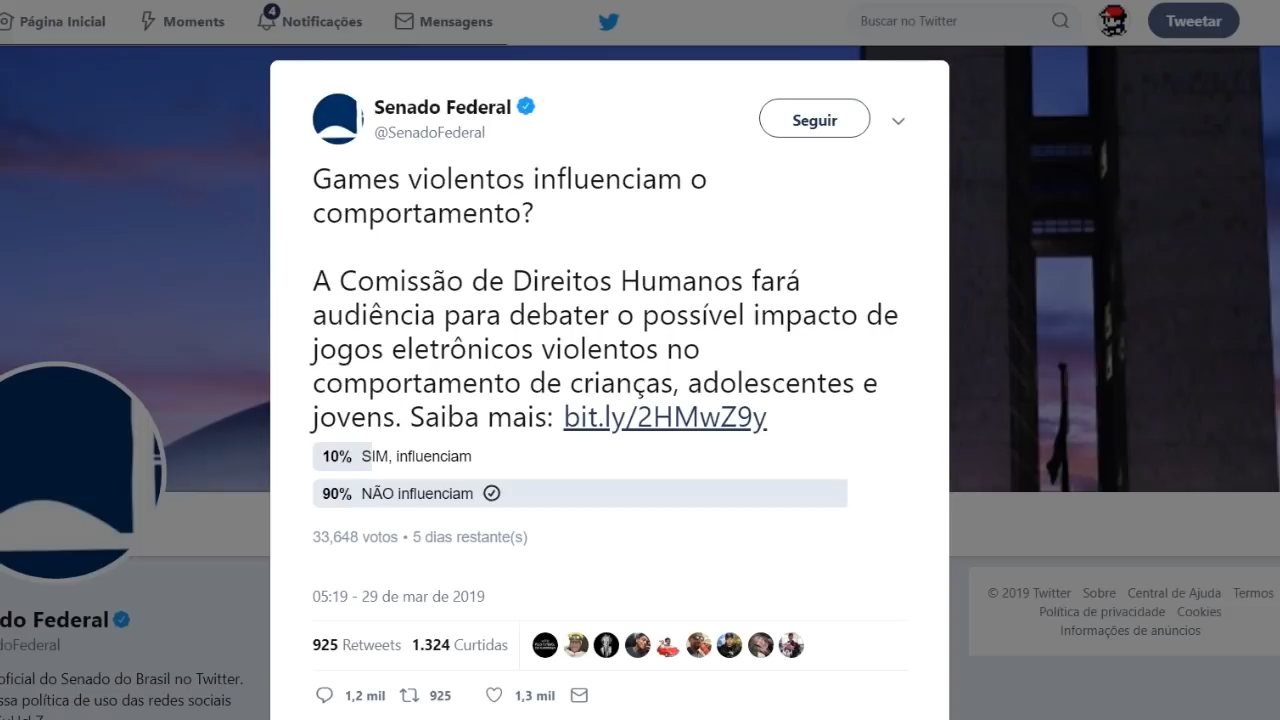 Página Inicial
Moments
4
Notificações
Mensagens
Buscar no Twitter
Tweetar
Senado Federal
@SenadoFederal
Seguir
Games violentos influenciam o
comportamento?
A Comissão de Direitos Humanos fará
audiência para debater o possível impacto de
jogos eletrônicos violentos no
comportamento de crianças, adolescentes e
jovens. Saiba mais: bit.ly/2HMwZ9y
10% SIM, influenciam
90% NÃO influenciam
33,648 votos • 5 dias restante(s)
05:19 - 29 de mar de 2019
925 Retweets 1.324 Curtidas
1,2 mil 925 1,3 mil
do Federal
doFederal
oficial do Senado do Brasil no Twitter.
ssa política de uso das redes sociais
© 2019 Twitter Sobre Central de Ajuda Termos
Política de privacidade Cookies
Informações de anúncios